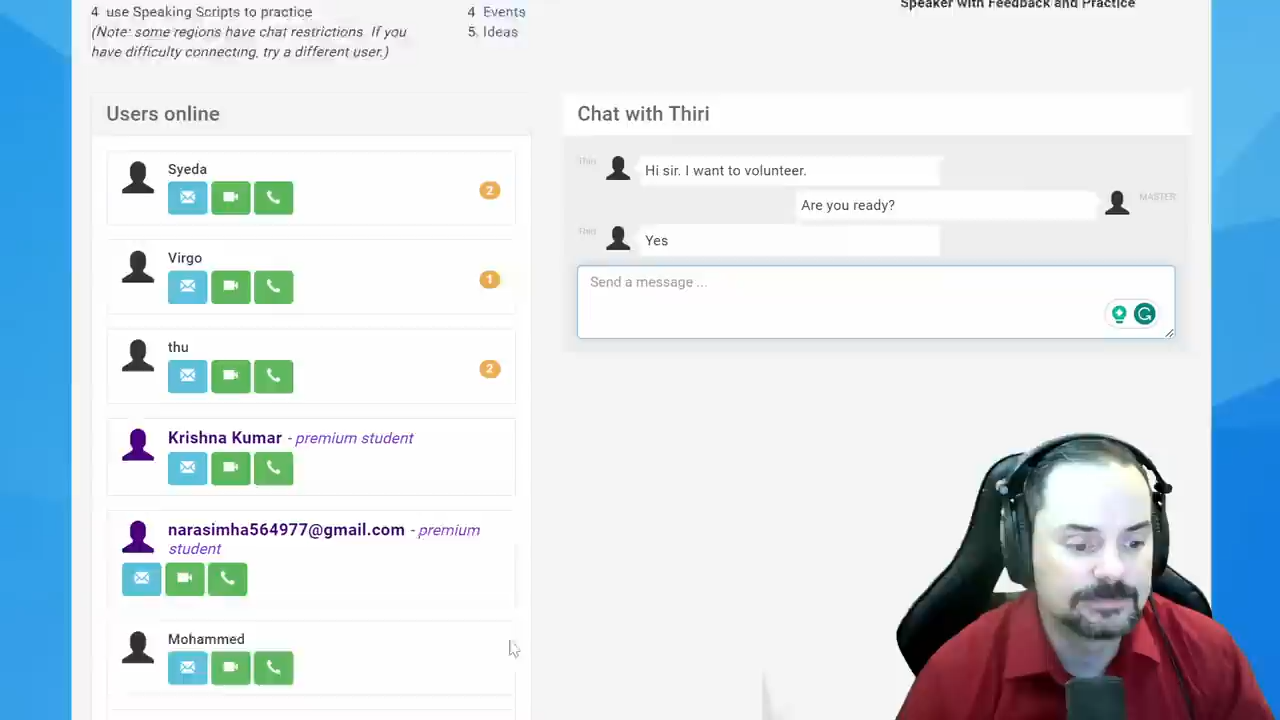 4 use Speaking Scripts to practice
(Note: some regions have chat restrictions. If you
have difficulty connecting, try a different user.)
4 Events
5. Ideas
Speaker with Feedback and Practice
Users online
Syeda
2
Virgo
1
thu
2
Krishna Kumar - premium student
narasimha564977@gmail.com - premium
student
Mohammed
Chat with Thiri
Thiri
Hi sir. I want to volunteer.
Are you ready?
MASTER
Thiri
Yes
Send a message ...